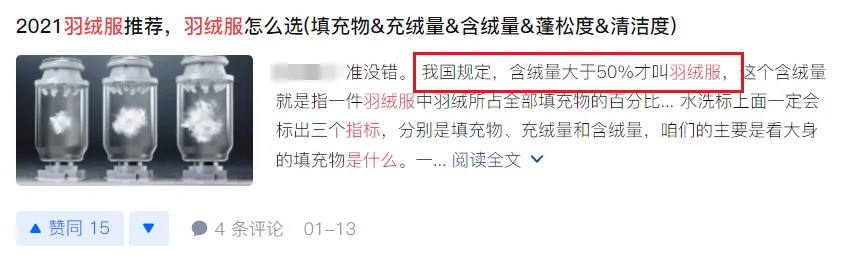 2021羽绒服推荐，羽绒服怎么选(填充物&充绒量&含绒量&蓬松度&清洁度)
准没错。 我国规定，含绒量大于50%才叫羽绒服，这个含绒量
就是指一件羽绒服中羽绒所占全部填充物的百分比... 水洗标上面一定会
标出三个指标，分别是填充物、充绒量和含绒量，咱们的主要是看大身
的填充物是什么。一... 阅读全文
赞同 15
4 条评论 01-13